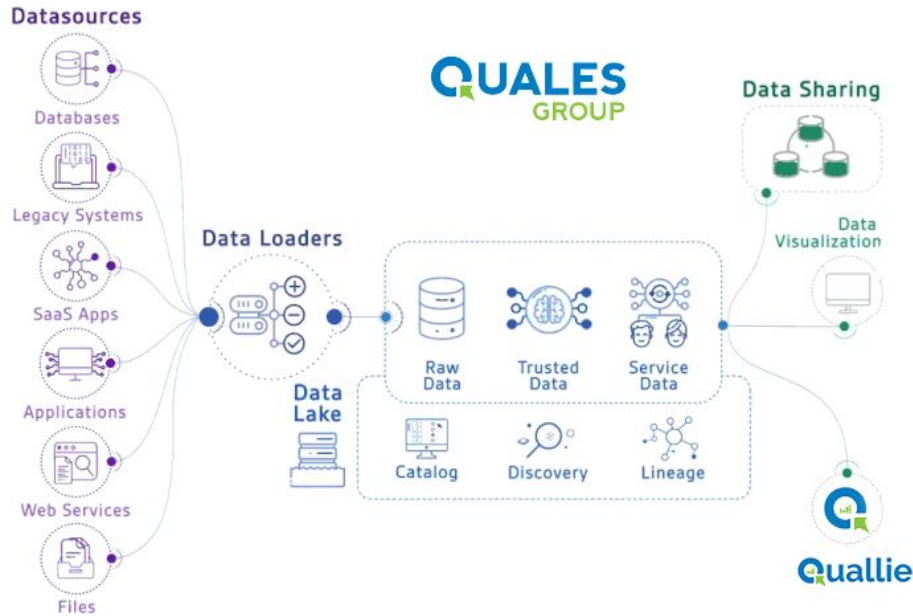 Datasources
Databases
Legacy Systems
SaaS Apps
Applications
Web Services
Files
Data Loaders
QUALES
GROUP
Raw
Data
Trusted
Data
Service
Data
Data
Lake
Catalog
Discovery
Lineage
Data Sharing
Data
Visualization
Quallie